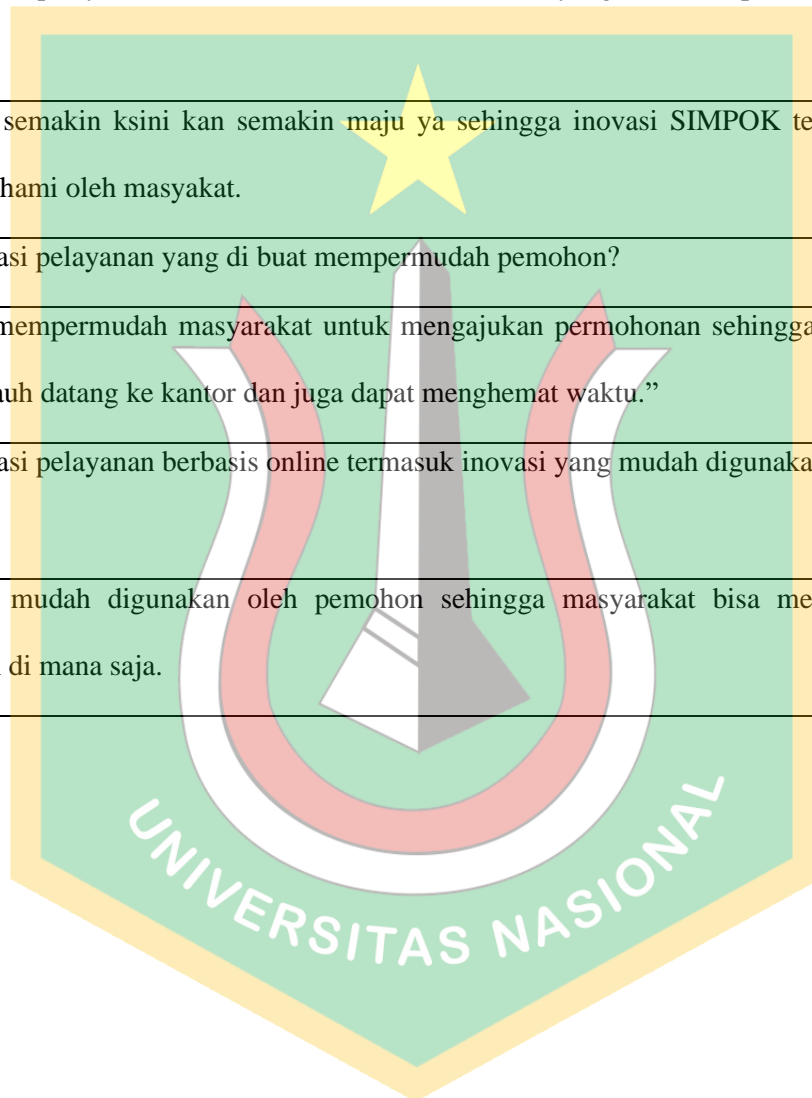 semakin ksini kan semakin maju ya sehingga inovasi SIMPOK te
hami oleh masyakat.
asi pelayanan yang di buat mempermudah pemohon?
mempermudah masyarakat untuk mengajukan permohonan sehingga
auh datang ke kantor dan juga dapat menghemat waktu.”
asi pelayanan berbasis online termasuk inovasi yang mudah digunaka
mudah digunakan oleh pemohon sehingga masyarakat bisa me
di mana saja.
UNIVERSITAS NASIONAL